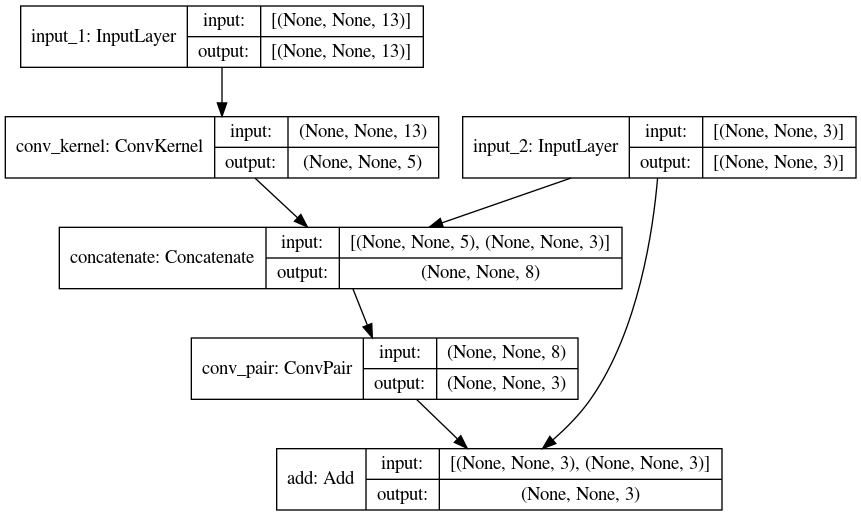 input_1: InputLayer
input:
[(None, None, 13)]
output:
[(None, None, 13)]
conv_kernel: ConvKernel
input:
(None, None, 13)
output:
(None, None, 5)
input_2: InputLayer
input:
[(None, None, 3)]
output:
[(None, None, 3)]
concatenate: Concatenate
input:
[(None, None, 5), (None, None, 3)]
output:
(None, None, 8)
conv_pair: ConvPair
input:
(None, None, 8)
output:
(None, None, 3)
add: Add
input:
[(None, None, 3), (None, None, 3)]
output:
(None, None, 3)